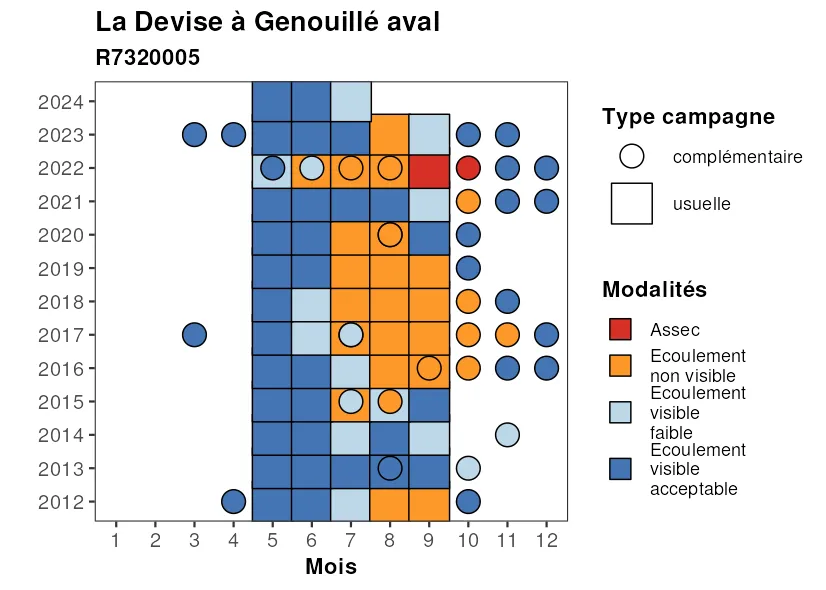 La Devise à Genouillé aval
R7320005
2024
2023
2022
2021
2020
2019
2018
2017
2016
2015
2014
2013
2012
1 2 3 4 5 6 7 8 9 10 11 12
Mois
Type campagne
complémentaire
usuelle
Modalités
Assec
Ecoulement
non visible
Ecoulement
visible
faible
Ecoulement
visible
acceptable